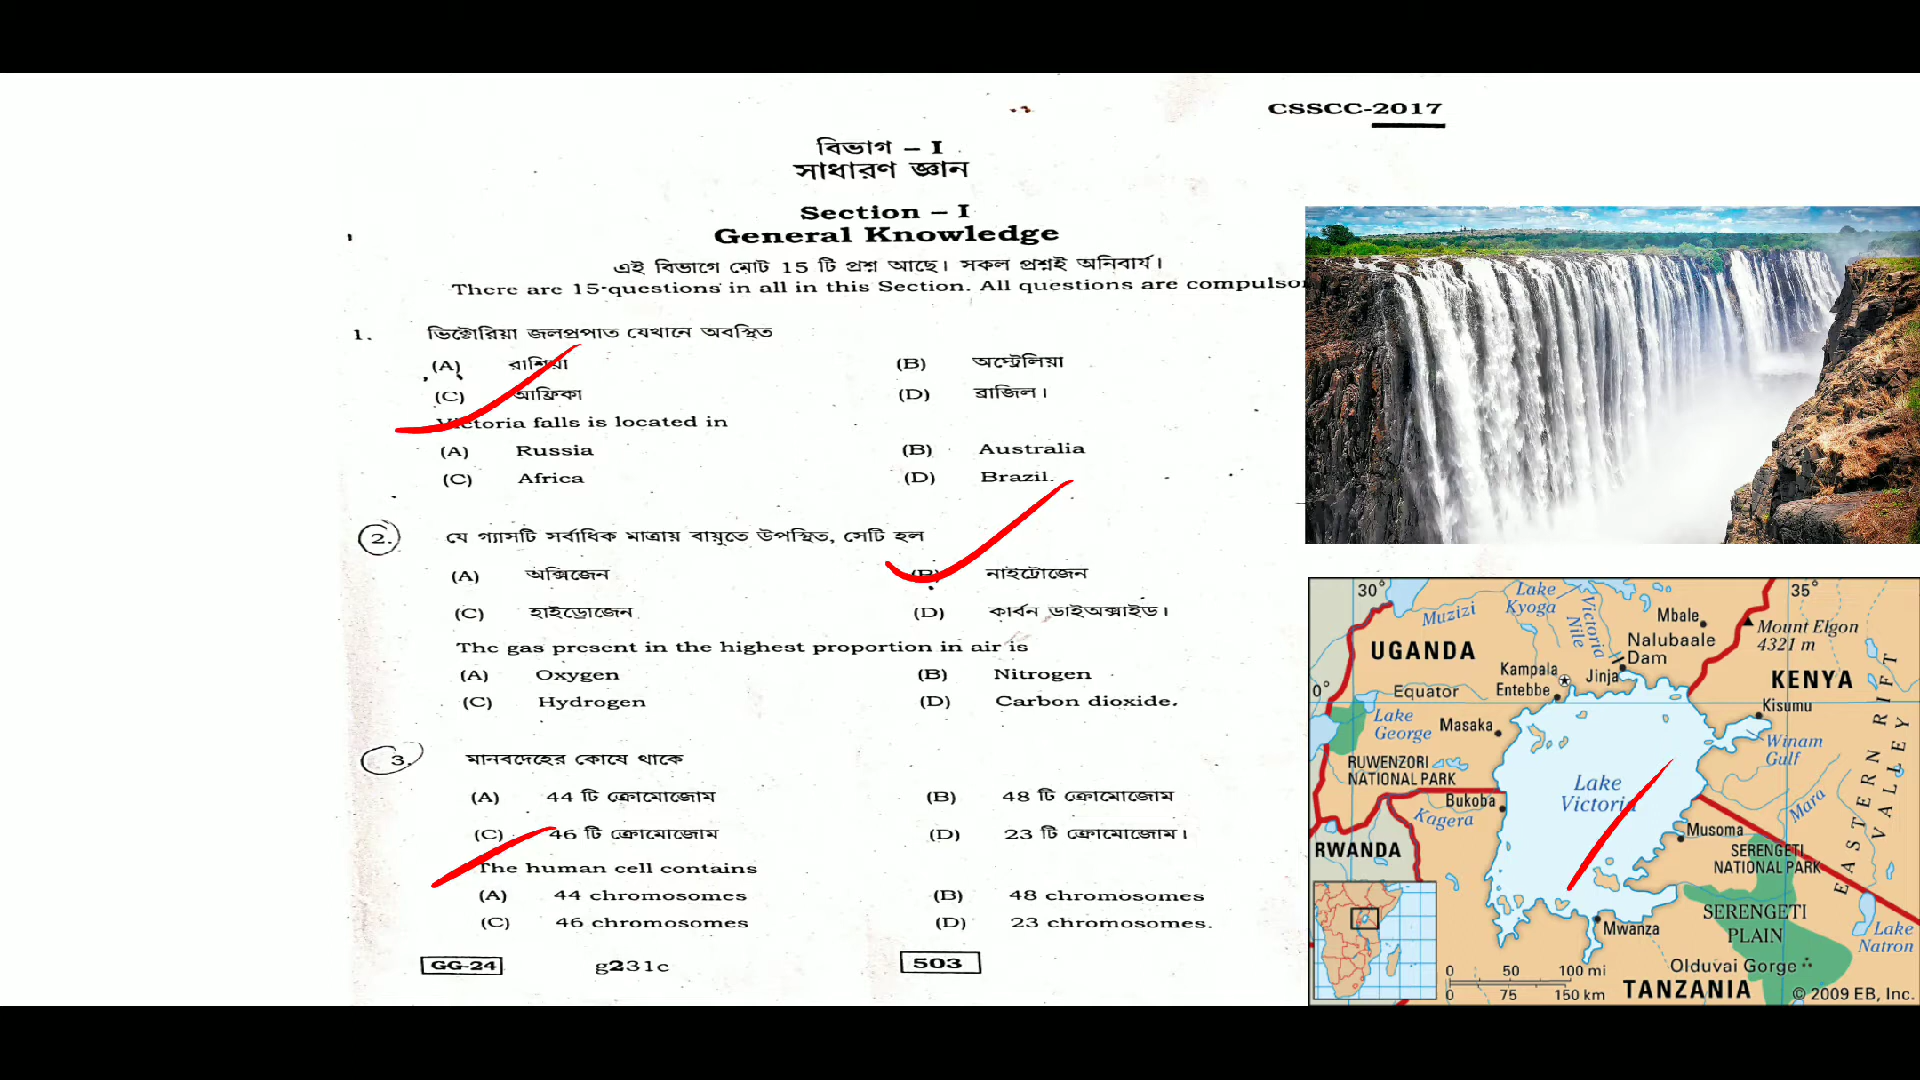 CSSCC-2017
বিভাগ – I
সাধারণ জ্ঞান
Section – I
General Knowledge
এই বিভাগে মোট 15 টি প্রশ্ন আছে। সকল প্রশ্নই অনিবার্য।
There are 15 questions in all in this Section. All questions are
1. ভিক্টোরিয়া জলপ্রপাত যেখানে অবস্থিত
(A) রাশিয়া (B) অস্ট্রেলিয়া
(C) আফ্রিকা (D) ব্রাজিল।
Victoria falls is located in
(A) Russia (B) Australia
(C) Africa (D) Brazil.
2. যে গ্যাসটি সর্বাধিক মাত্রায় বায়ুতে উপস্থিত, সেটি হল
(A) অক্সিজেন (B) নাইট্রোজেন
(C) হাইড্রোজেন (D) কার্বন ডাইঅক্সাইড।
The gas present in the highest proportion in air is
(A) Oxygen (B) Nitrogen
(C) Hydrogen (D) Carbon dioxide.
3. মানবদেহের কোষে থাকে
(A) 44 টি ক্রোমোজোম (B) 48 টি ক্রোমোজোম
(C) 46 টি ক্রোমোজোম (D) 23 টি ক্রোমোজোম।
The human cell contains
(A) 44 chromosomes (B) 48 chromosomes
(C) 46 chromosomes (D) 23 chromosomes.
GG-24 g231c 503
30° 35°
Lake Kyoga
Muzizi
Victoria Nile
Mbale
Mount Elgon
4321 m
UGANDA
Nalubaale Dam
Kampala
Jinja
KENYA
0° Equator
Entebbe
Kisumu
Lake George
Masaka
Winam Gulf
EASTERN RIFT VALLEY
RUWENZORI NATIONAL PARK
Lake Victoria
Bukoba
Kagera
Mara
Musoma
RWANDA
SERENGETI NATIONAL PARK
SERENGETI PLAIN
Mwanza
Lake Natron
Olduvai Gorge
0 50 100 mi
0 75 150 km
TANZANIA
© 2009 EB, Inc.